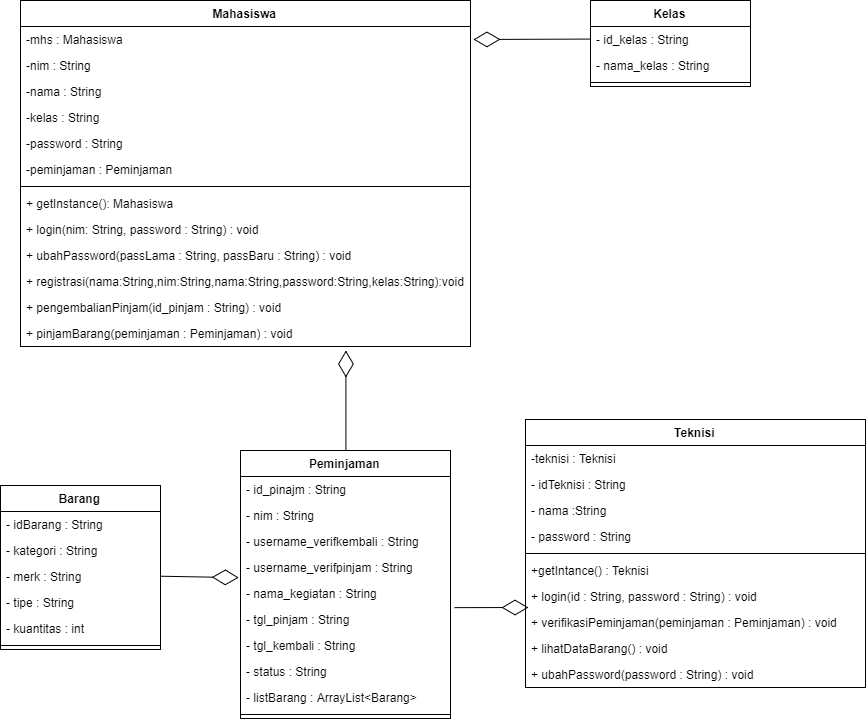 Mahasiswa
-mhs : Mahasiswa
-nim : String
-nama : String
-kelas : String
-password : String
-peminjaman : Peminjaman
+ getInstance(): Mahasiswa
+ login(nim: String, password : String) : void
+ ubahPassword(passLama : String, passBaru : String) : void
+ registrasi(nama:String,nim:String,nama:String,password:String,kelas:String):void
+ pengembalianPinjam(id_pinjam : String) : void
+ pinjamBarang(peminjaman : Peminjaman) : void
Kelas
- id_kelas : String
- nama_kelas : String
Barang
- idBarang : String
- kategori : String
- merk : String
- tipe : String
- kuantitas : int
Peminjaman
- id_pinajm : String
- nim : String
- username_verifkembali : String
- username_verifpinjam : String
- nama_kegiatan : String
- tgl_pinjam : String
- tgl_kembali : String
- status : String
- listBarang : ArrayList<Barang>
Teknisi
-teknisi : Teknisi
- idTeknisi : String
- nama :String
- password : String
+getIntance() : Teknisi
+ login(id : String, password : String) : void
+ verifikasiPeminjaman(peminjaman : Peminjaman) : void
+ lihatDataBarang() : void
+ ubahPassword(password : String) : void